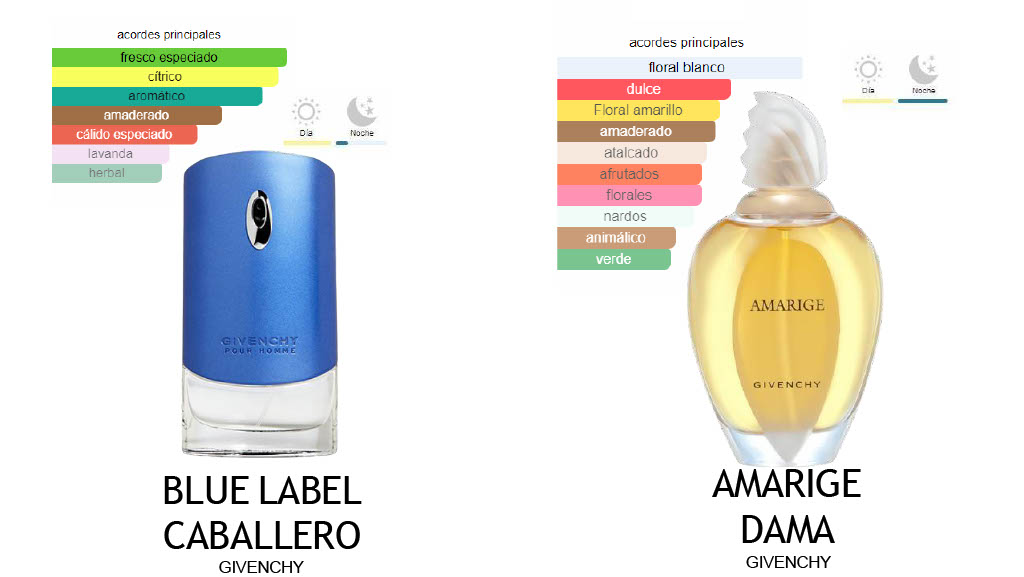 acordes principales
fresco especiado
cítrico
aromático
amaderado
cálido especiado
lavanda
herbal
Día
Noche
GIVENCHY
POUR HOMME
BLUE LABEL
CABALLERO
GIVENCHY
acordes principales
floral blanco
dulce
Floral amarillo
amaderado
atalcado
afrutados
florales
nardos
animálico
verde
Día
Noche
AMARIGE
GIVENCHY
AMARIGE
DAMA
GIVENCHY